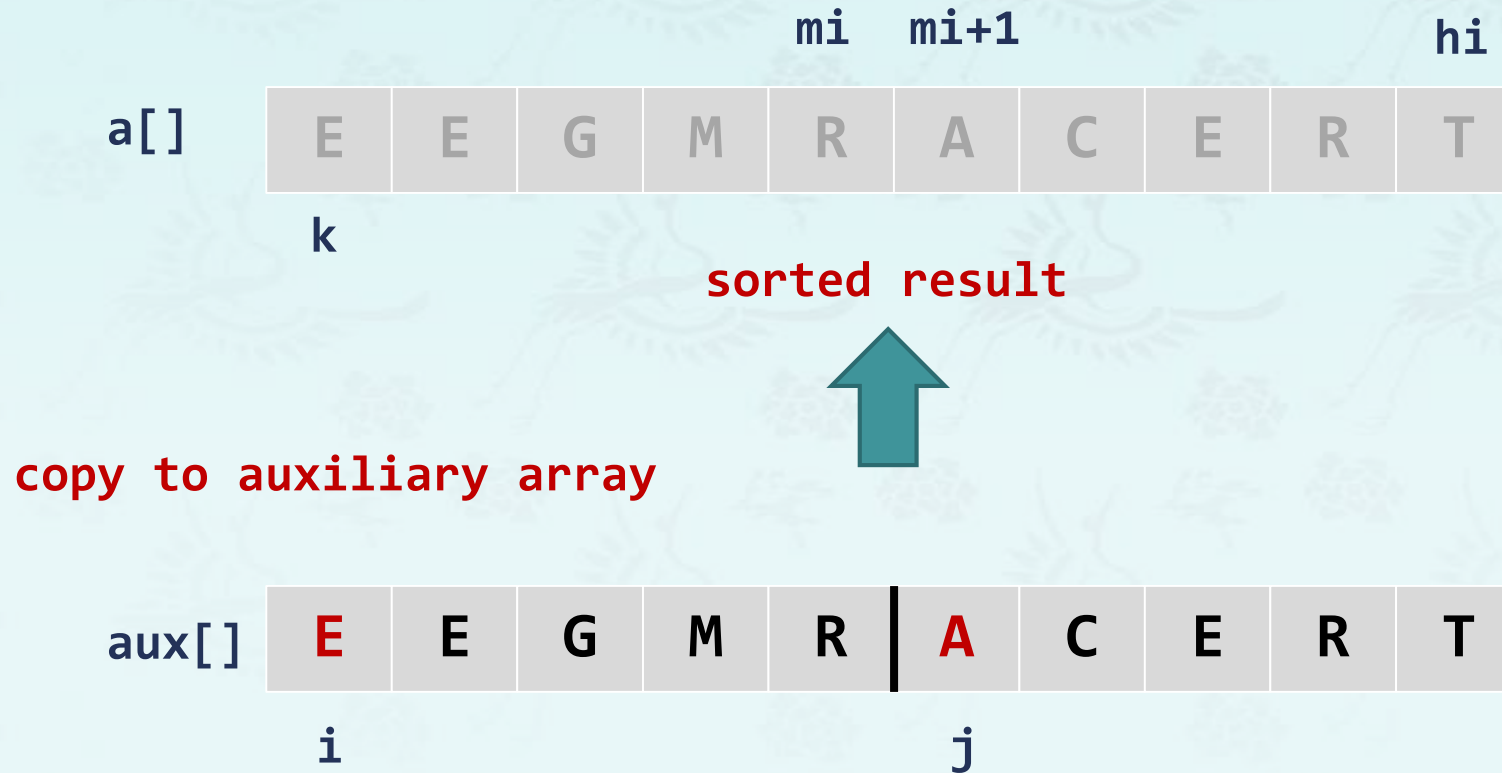 mi mi+1 hi
a[] E E G M R A C E R T
k
sorted result
copy to auxiliary array
aux[] E E G M R A C E R T
i j